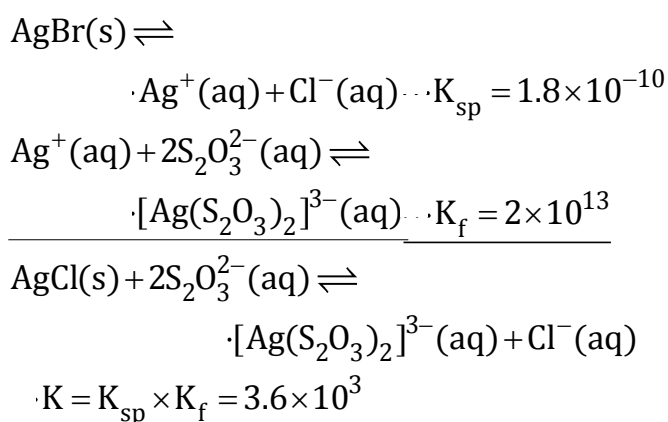 AgBr(s) ⇌
·Ag⁺(aq) + Cl⁻(aq) ···K_sp = 1.8×10⁻¹⁰
Ag⁺(aq) + 2S₂O₃²⁻(aq) ⇌
·[Ag(S₂O₃)₂]³⁻(aq) ···K_f = 2×10¹³
AgCl(s) + 2S₂O₃²⁻(aq) ⇌
·[Ag(S₂O₃)₂]³⁻(aq) + Cl⁻(aq)
·K = K_sp × K_f = 3.6×10³